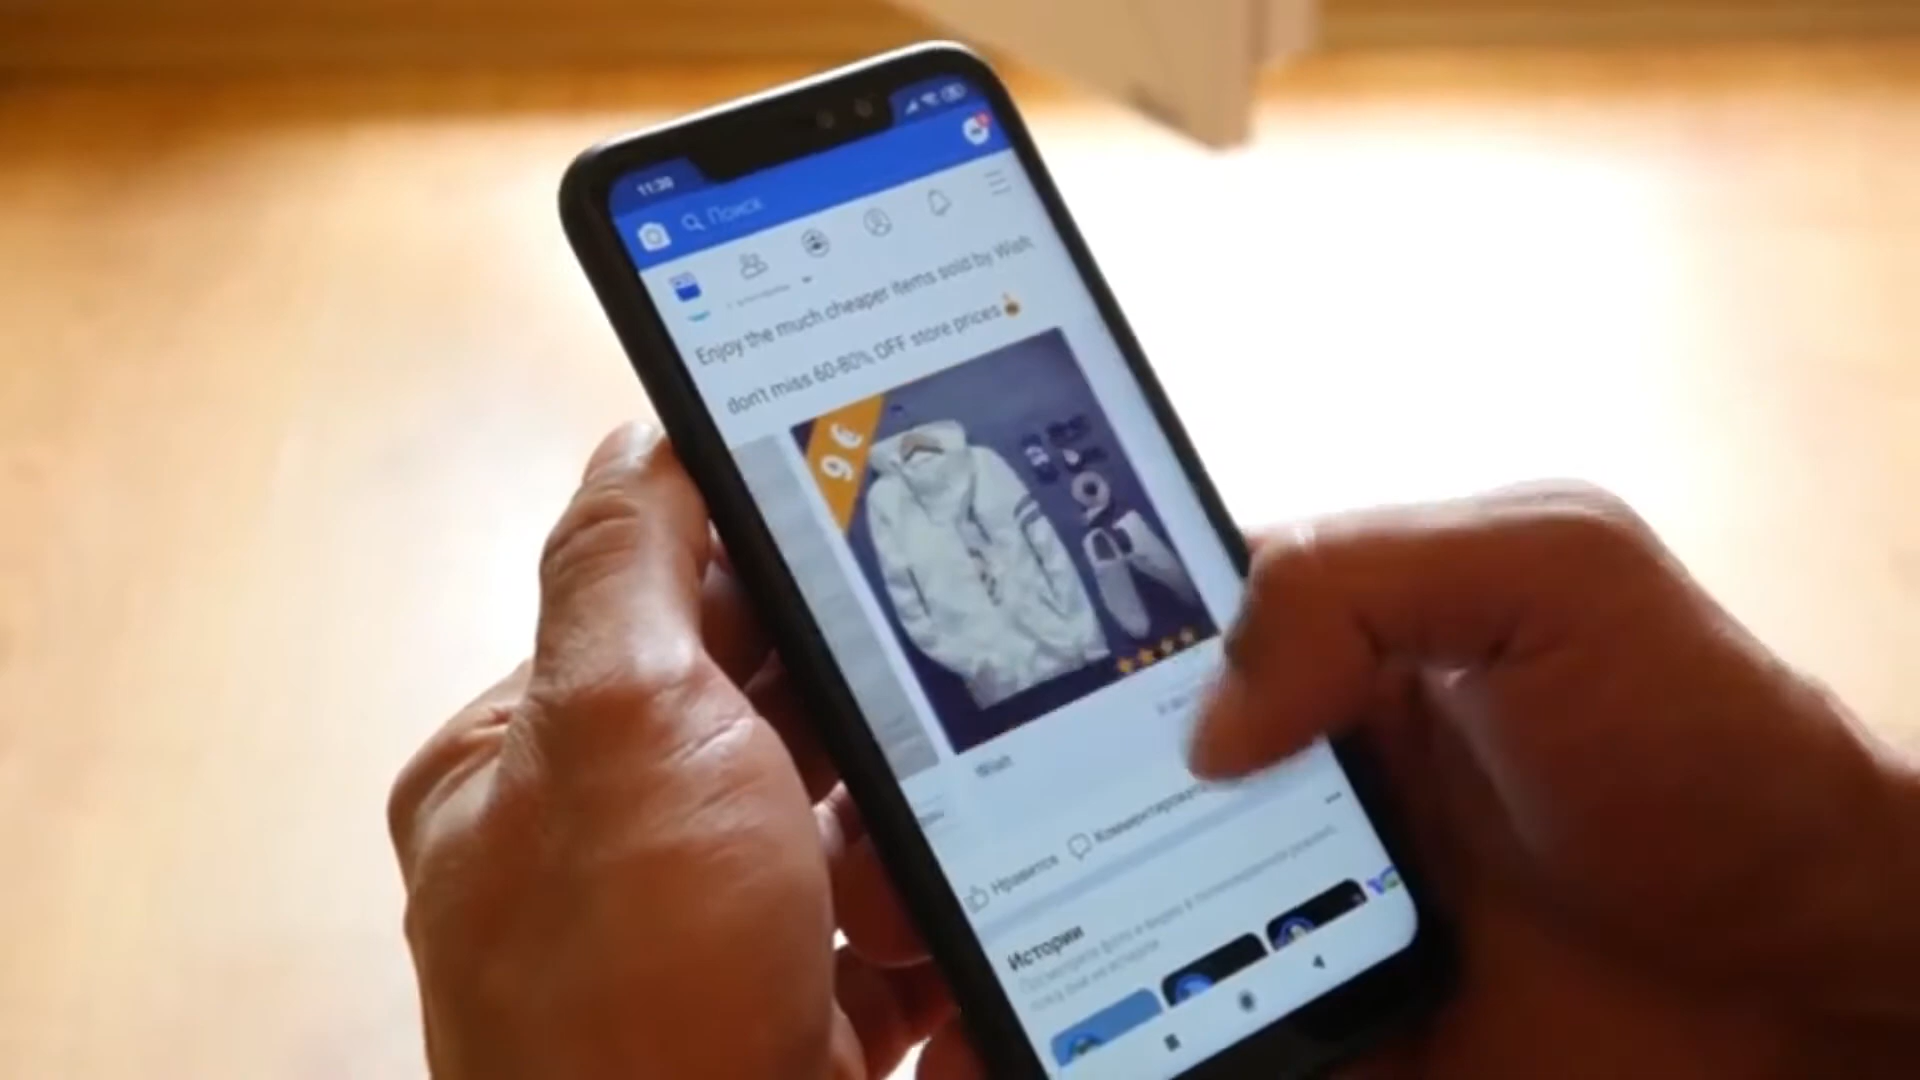 11:30
Поиск
Enjoy the much cheaper items sold by Wish
don't miss 60-80% OFF store prices
9 €
Wish
Нравится Комментировать
Истории